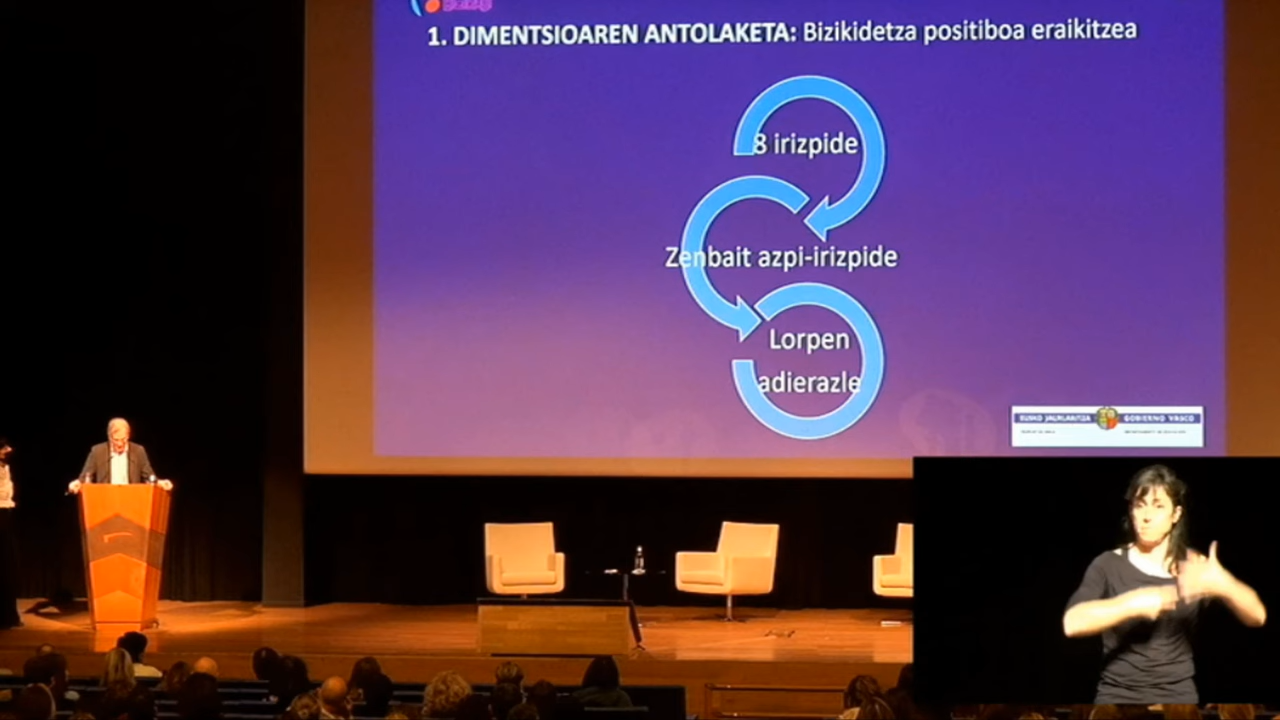 1. DIMENTSIOAREN ANTOLAKETA: Bizikidetza positiboa eraikitzea
8 irizpide
Zenbait azpi-irizpide
Lorpen
adierazle
EUSKO JAURLARITZA
GOBIERNO VASCO